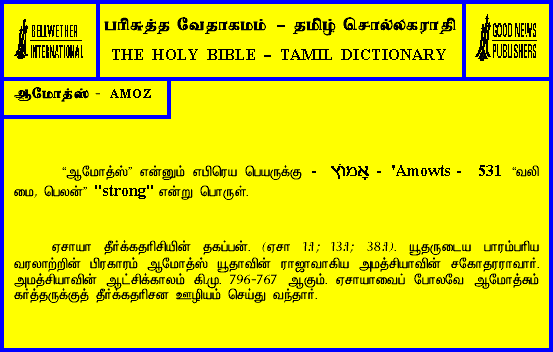 BELLWETHER
INTERNATIONAL
பரிசுத்த வேதாகமம் – தமிழ் சொல்லகராதி
THE HOLY BIBLE – TAMIL DICTIONARY
GOOD NEWS
PUBLISHERS
ஆமோத்ஸ் - AMOZ
“ஆமோத்ஸ்” என்னும் எபிரெய பெயருக்கு - אָמוֹץ - 'Amowts - 531 “வலி
மை, பெலன்” "strong" என்று பொருள்.
ஏசாயா தீர்க்கதரிசியின் தகப்பன். (ஏசா 1:1; 13:1; 38:1). யூதருடைய பாரம்பரிய
வரலாற்றின் பிரகாரம் ஆமோத்ஸ் யூதாவின் ராஜாவாகிய அமத்சியாவின் சகோதரராவார்.
அமத்சியாவின் ஆட்சிக்காலம் கி.மு. 796-767 ஆகும். ஏசாயாவைப் போலவே ஆமோத்சும்
கர்த்தருக்குத் தீர்க்கதரிசன ஊழியம் செய்து வந்தார்.